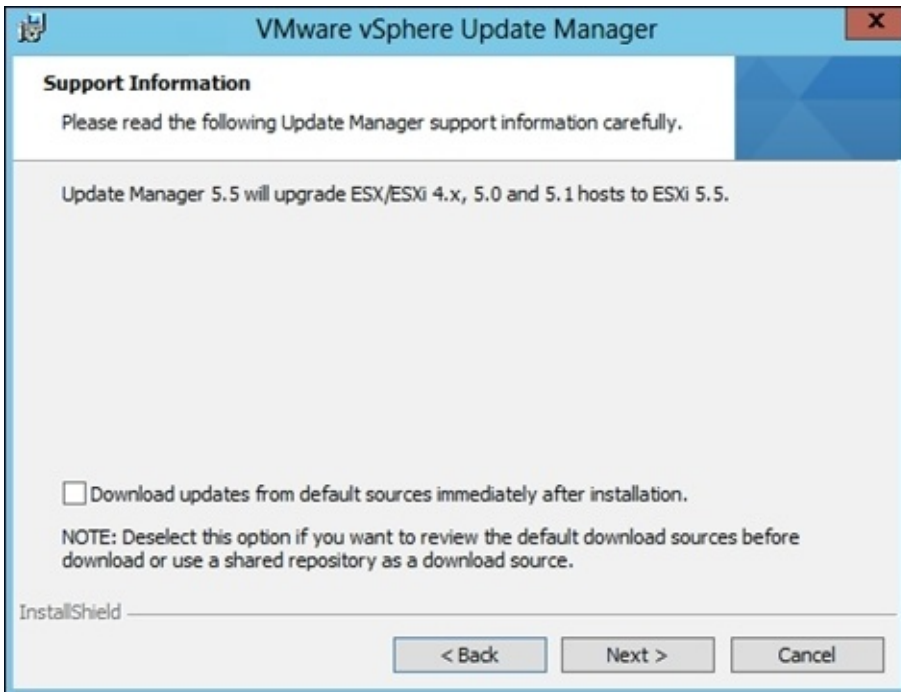 VMware vSphere Update Manager
x
Support Information
Please read the following Update Manager support information carefully.
Update Manager 5.5 will upgrade ESX/ESXi 4.x, 5.0 and 5.1 hosts to ESXi 5.5.
Download updates from default sources immediately after installation.
NOTE: Deselect this option if you want to review the default download sources before
download or use a shared repository as a download source.
InstallShield
< Back Next > Cancel